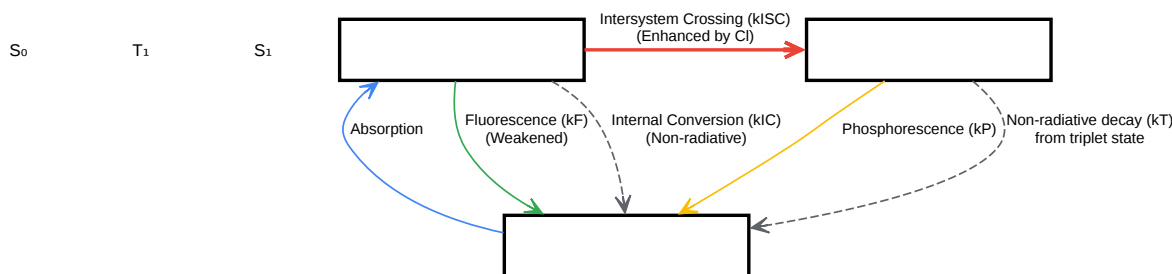 Intersystem Crossing (kISC)
(Enhanced by Cl)
S₀
T₁
S₁
Absorption
Fluorescence (kF)
(Weakened)
Internal Conversion (kIC)
(Non-radiative)
Phosphorescence (kP)
Non-radiative decay (kT)
from triplet state